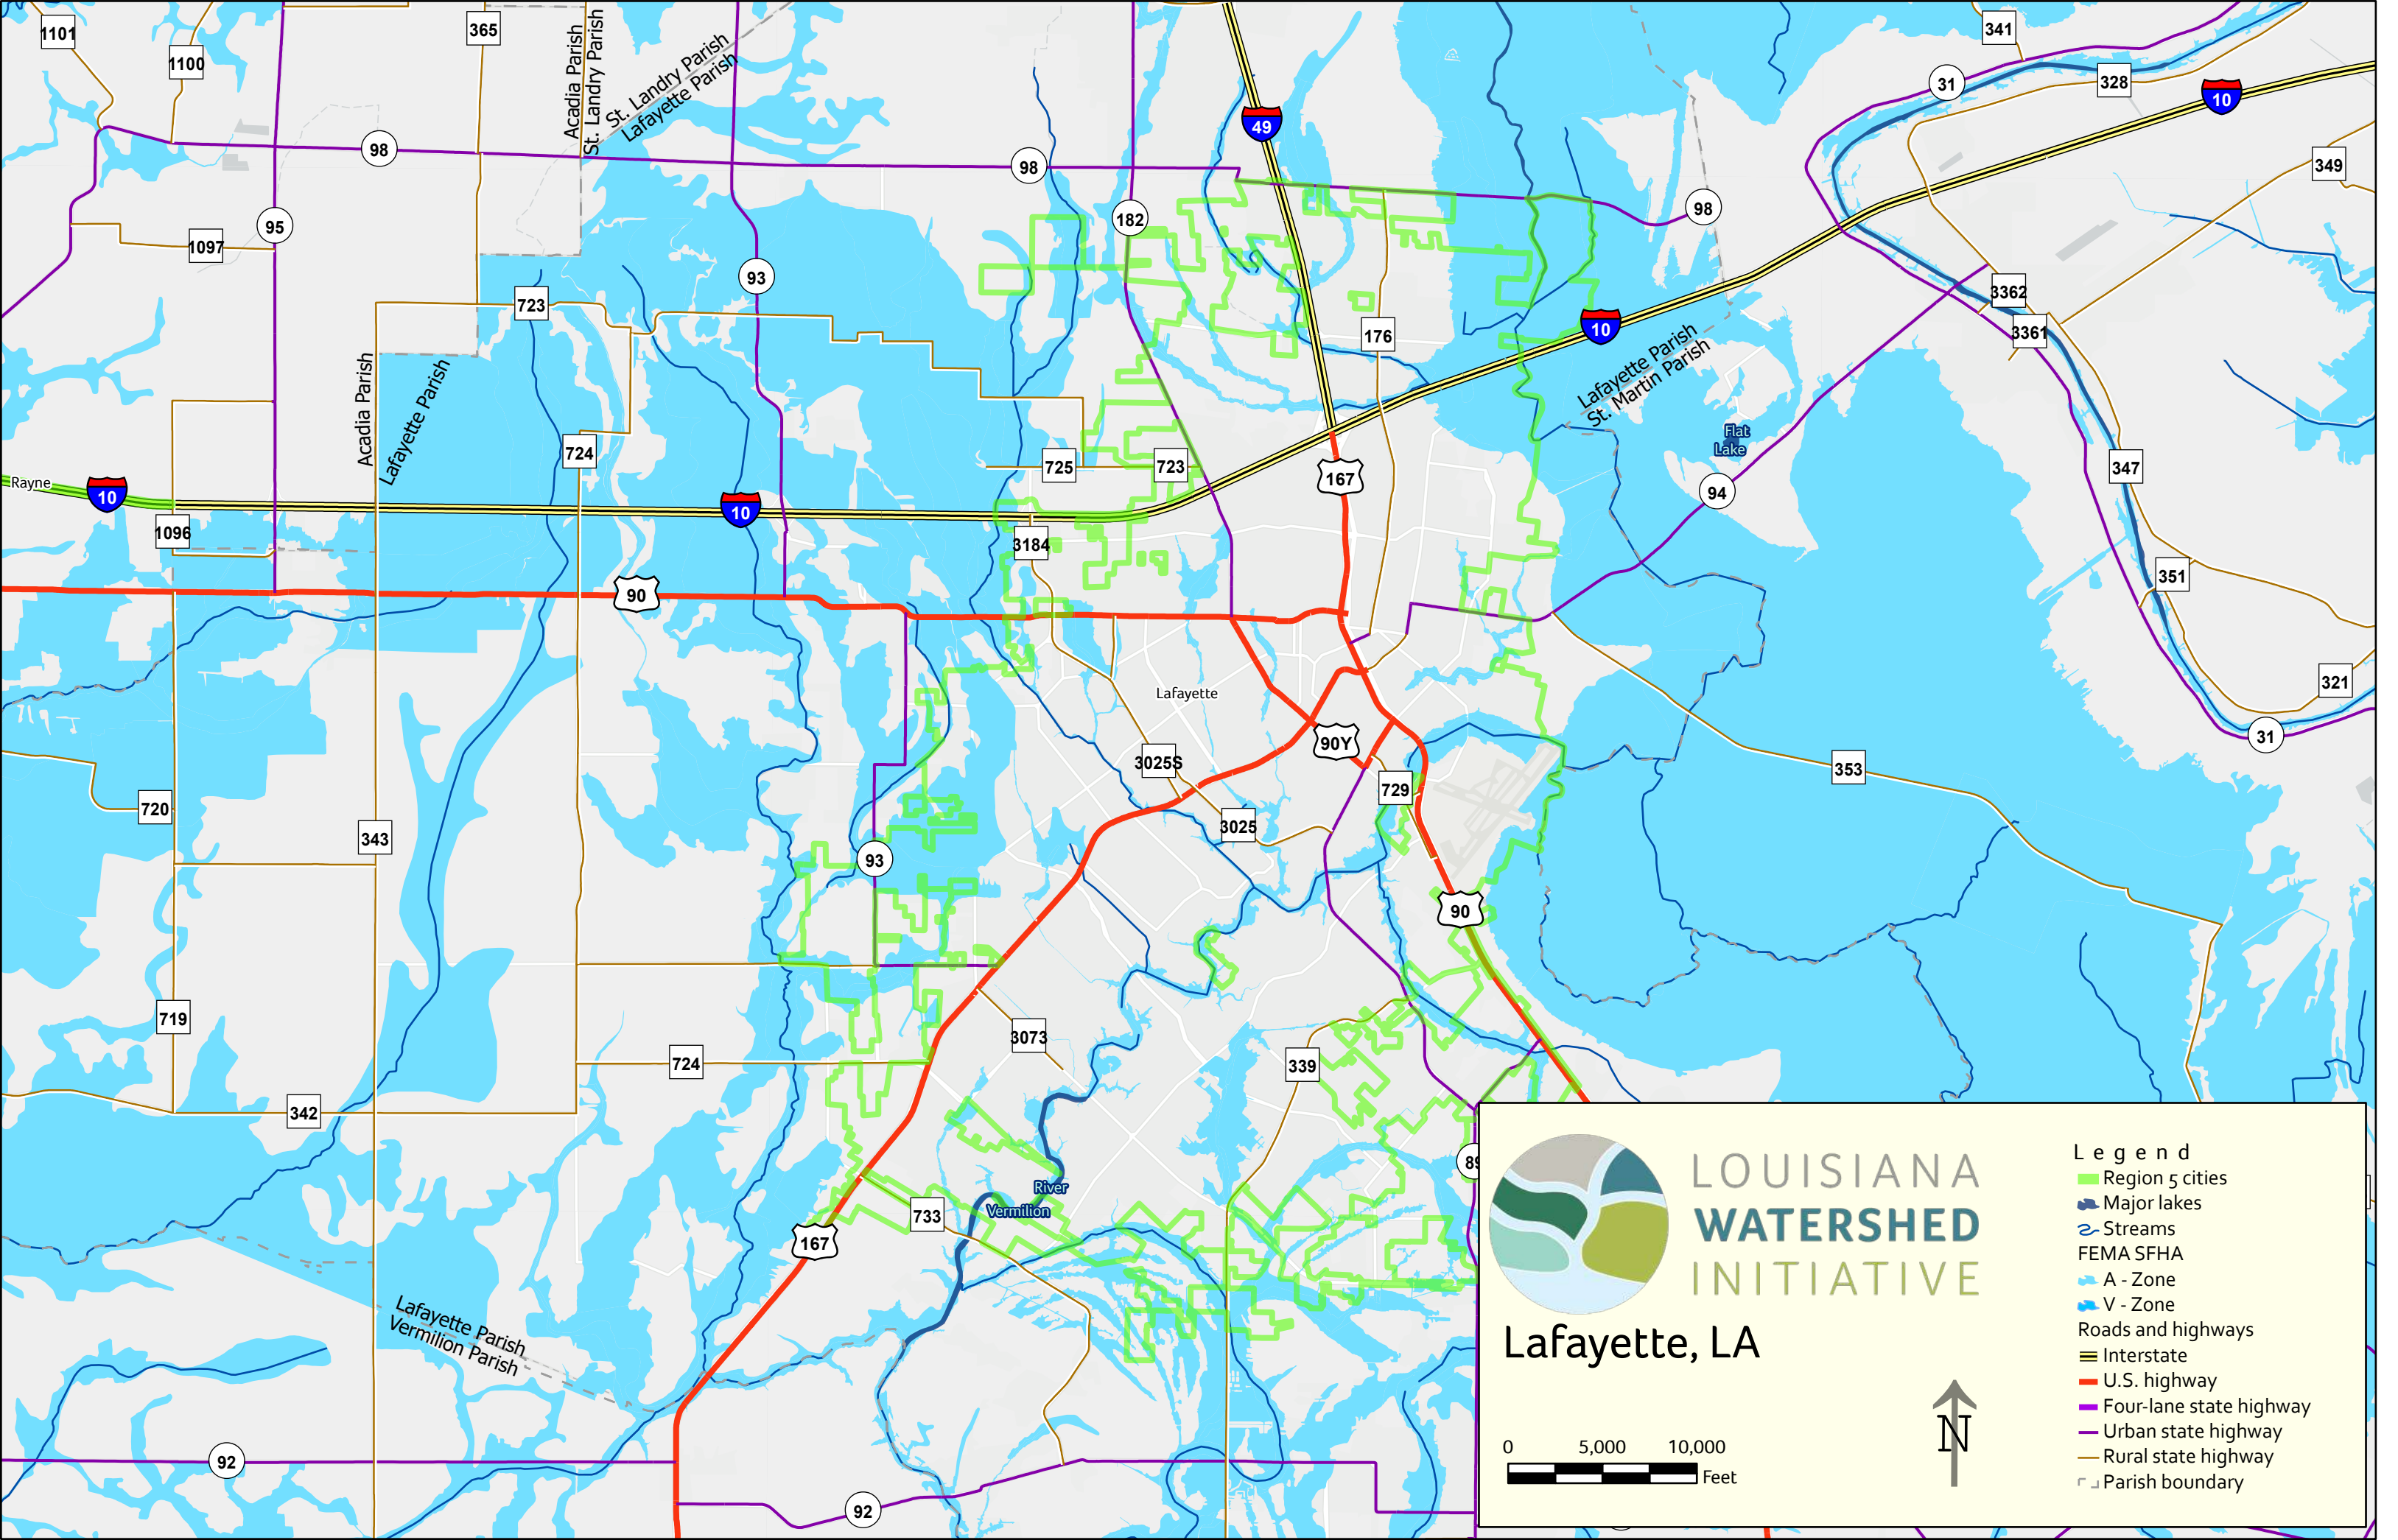 1101
1100
365
Acadia Parish
St. Landry Parish
St. Landry Parish
Lafayette Parish
49
341
31
328
10
98
98
349
95
1097
182
98
93
723
3362
3361
176
10
Lafayette Parish
St. Martin Parish
Acadia Parish
Lafayette Parish
Flat
Lake
724
725
723
167
347
94
Rayne
10
10
1096
3184
351
90
321
Lafayette
31
90Y
3025S
353
729
720
343
3025
93
90
719
3073
339
724
342
River
Vermilion
733
167
Lafayette Parish
Vermilion Parish
92
92
LOUISIANA
WATERSHED
INITIATIVE
Lafayette, LA
0 5,000 10,000
Feet
N
Legend
Region 5 cities
Major lakes
Streams
FEMA SFHA
A - Zone
V - Zone
Roads and highways
Interstate
U.S. highway
Four-lane state highway
Urban state highway
Rural state highway
Parish boundary